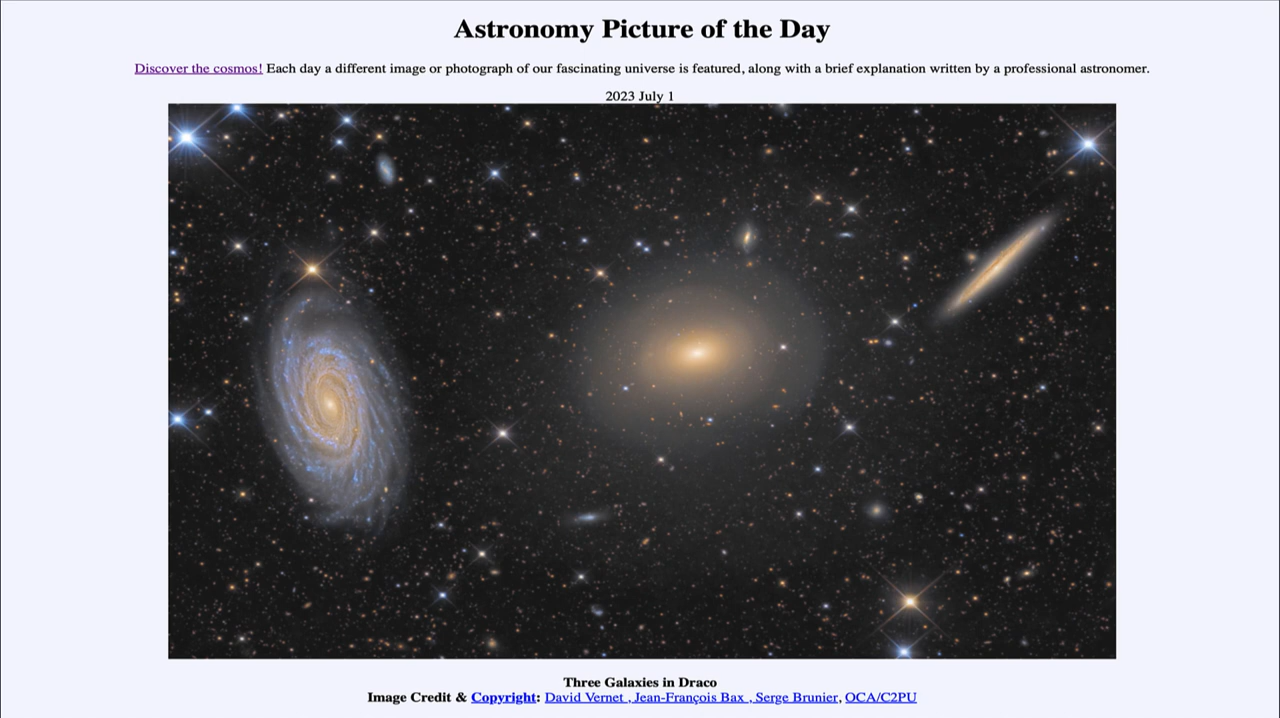 Astronomy Picture of the Day
Discover the cosmos! Each day a different image or photograph of our fascinating universe is featured, along with a brief explanation written by a professional astronomer.
2023 July 1
Three Galaxies in Draco
Image Credit & Copyright: David Vernet , Jean-François Bax , Serge Brunier, OCA/C2PU